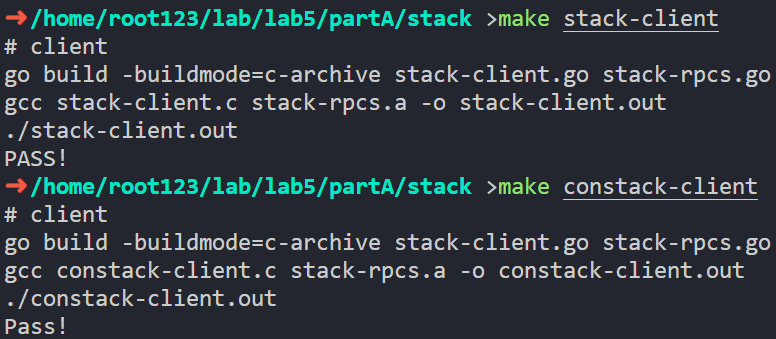 ➜/home/root123/lab/lab5/partA/stack >make stack-client
# client
go build -buildmode=c-archive stack-client.go stack-rpcs.go
gcc stack-client.c stack-rpcs.a -o stack-client.out
./stack-client.out
PASS!
➜/home/root123/lab/lab5/partA/stack >make constack-client
# client
go build -buildmode=c-archive stack-client.go stack-rpcs.go
gcc constack-client.c stack-rpcs.a -o constack-client.out
./constack-client.out
Pass!